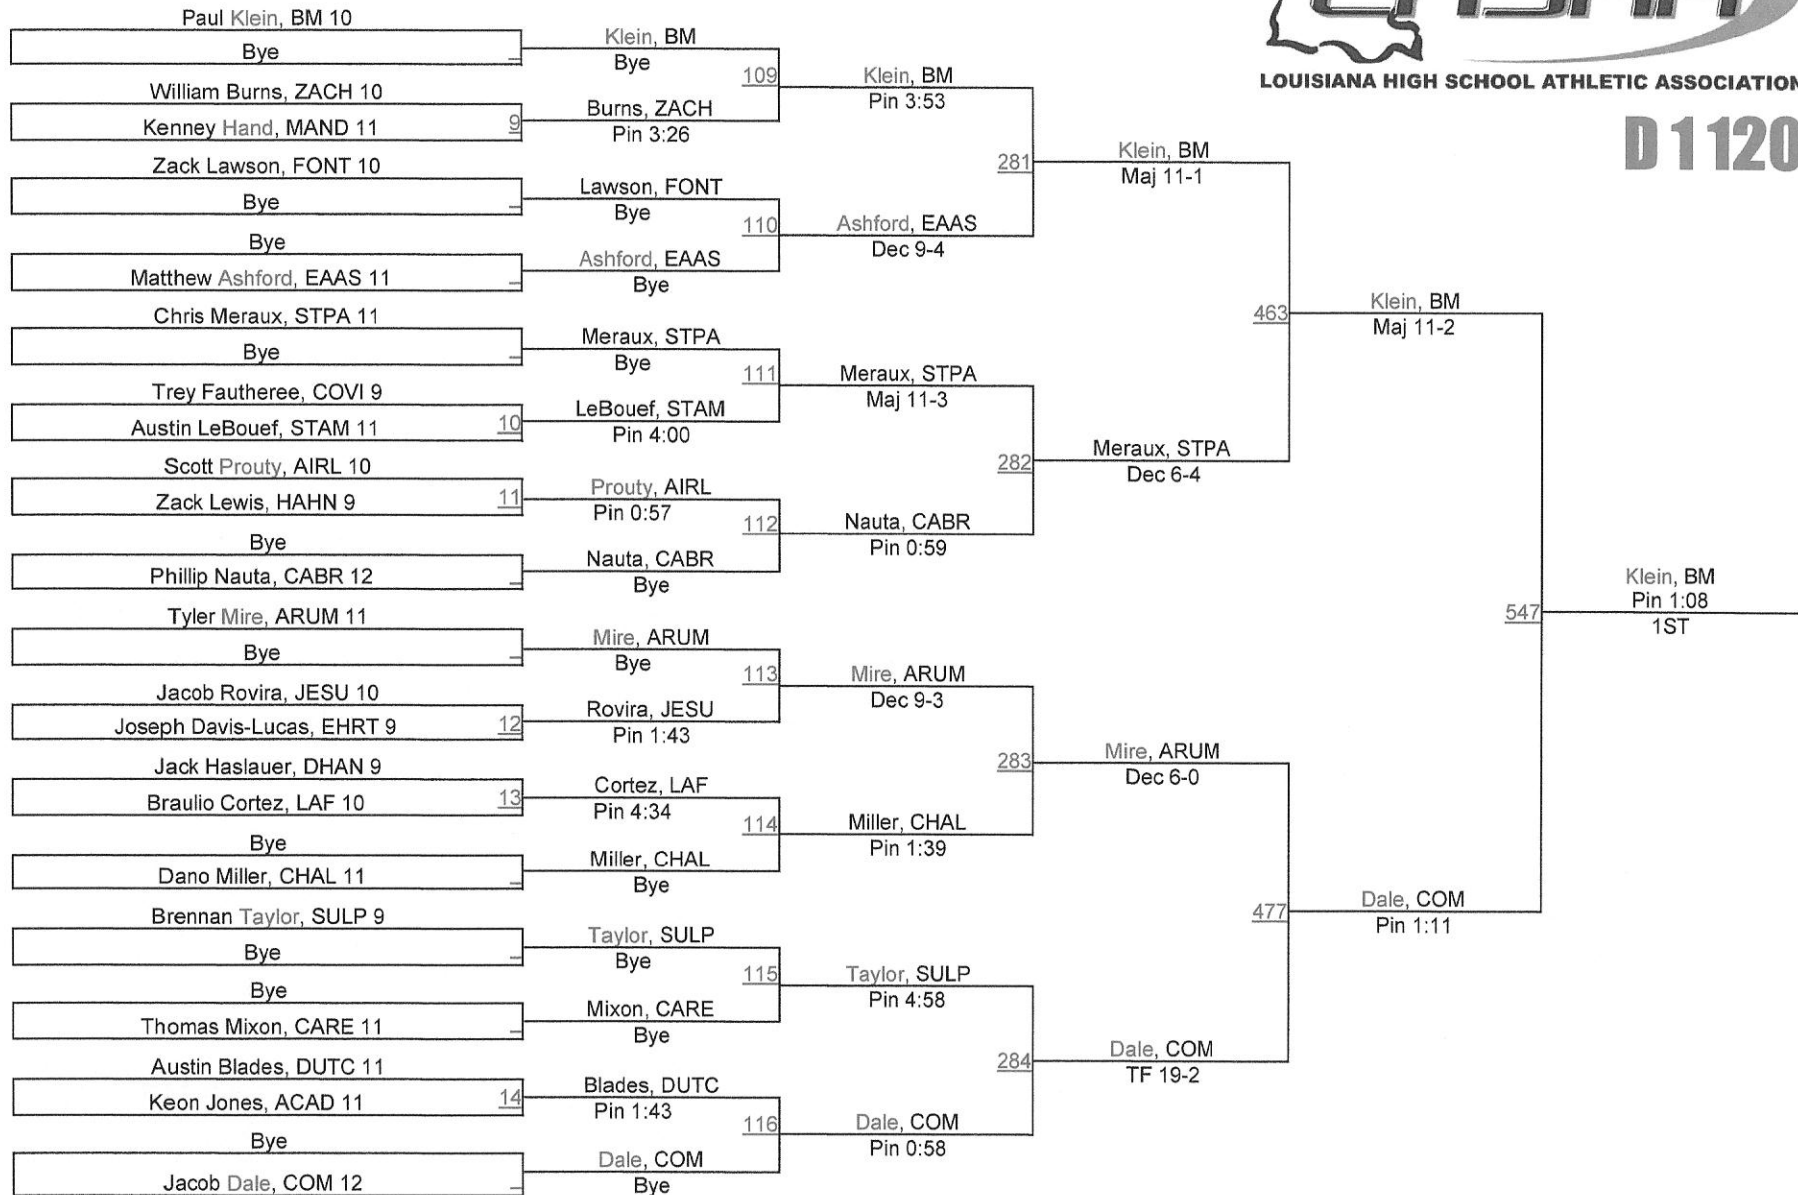 LHSAA
LOUISIANA HIGH SCHOOL ATHLETIC ASSOCIATION
D 1 120
Paul Klein, BM 10
Bye
William Burns, ZACH 10
Kenney Hand, MAND 11
9
Zack Lawson, FONT 10
Bye
Bye
Matthew Ashford, EAAS 11
Chris Meraux, STPA 11
Bye
Trey Fautheree, COVI 9
Austin LeBouef, STAM 11
10
Scott Prouty, AIRL 10
Zack Lewis, HAHN 9
11
Bye
Phillip Nauta, CABR 12
Tyler Mire, ARUM 11
Bye
Jacob Rovira, JESU 10
Joseph Davis-Lucas, EHRT 9
12
Jack Haslauer, DHAN 9
Braulio Cortez, LAF 10
13
Bye
Dano Miller, CHAL 11
Brennan Taylor, SULP 9
Bye
Bye
Thomas Mixon, CARE 11
Austin Blades, DUTC 11
Keon Jones, ACAD 11
14
Bye
Jacob Dale, COM 12
Klein, BM
Bye
109
Burns, ZACH
Pin 3:26
Lawson, FONT
Bye
110
Ashford, EAAS
Bye
Meraux, STPA
Bye
111
LeBouef, STAM
Pin 4:00
Prouty, AIRL
Pin 0:57
112
Nauta, CABR
Bye
Mire, ARUM
Bye
113
Rovira, JESU
Pin 1:43
Cortez, LAF
Pin 4:34
114
Miller, CHAL
Bye
Taylor, SULP
Bye
115
Mixon, CARE
Bye
Blades, DUTC
Pin 1:43
116
Dale, COM
Bye
Klein, BM
Pin 3:53
281
Ashford, EAAS
Dec 9-4
Meraux, STPA
Maj 11-3
282
Nauta, CABR
Pin 0:59
Mire, ARUM
Dec 9-3
283
Miller, CHAL
Pin 1:39
Taylor, SULP
Pin 4:58
284
Dale, COM
Pin 0:58
Klein, BM
Maj 11-1
463
Meraux, STPA
Dec 6-4
Mire, ARUM
Dec 6-0
477
Dale, COM
TF 19-2
Klein, BM
Maj 11-2
547
Dale, COM
Pin 1:11
Klein, BM
Pin 1:08
1ST